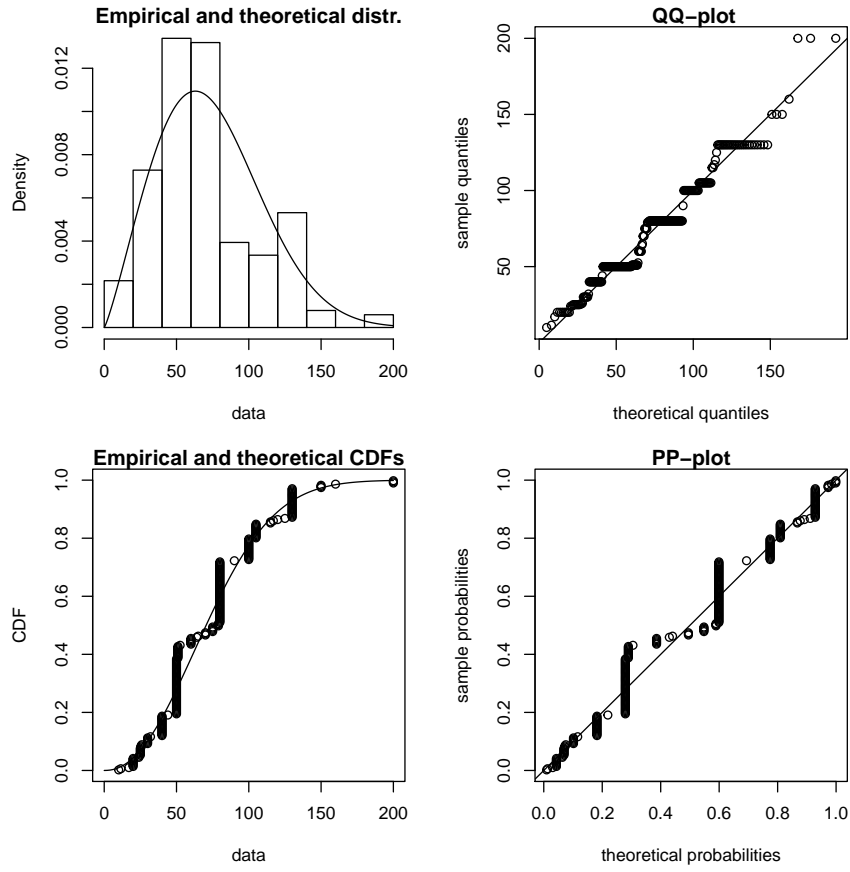 Empirical and theoretical distr.
Density
0.000
0.004
0.008
0.012
0 50 100 150 200
data
QQ−plot
sample quantiles
50
100
150
200
0 50 100 150
theoretical quantiles
Empirical and theoretical CDFs
CDF
0.0
0.2
0.4
0.6
0.8
1.0
0 50 100 150 200
data
PP−plot
sample probabilities
0.0
0.2
0.4
0.6
0.8
1.0
0.0 0.2 0.4 0.6 0.8 1.0
theoretical probabilities